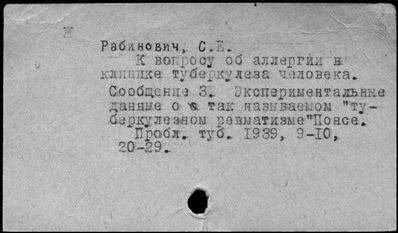 Ж
Рабинович, С.Е.
К вопросу об аллергии в
клинике туберкулеза человека.
Сообщение 3. Экспериментальные
данные о так называемом "ту-
беркулезном ревматизме"Понсе.
Пробл. туб. 1939, 9-10,
20-29.